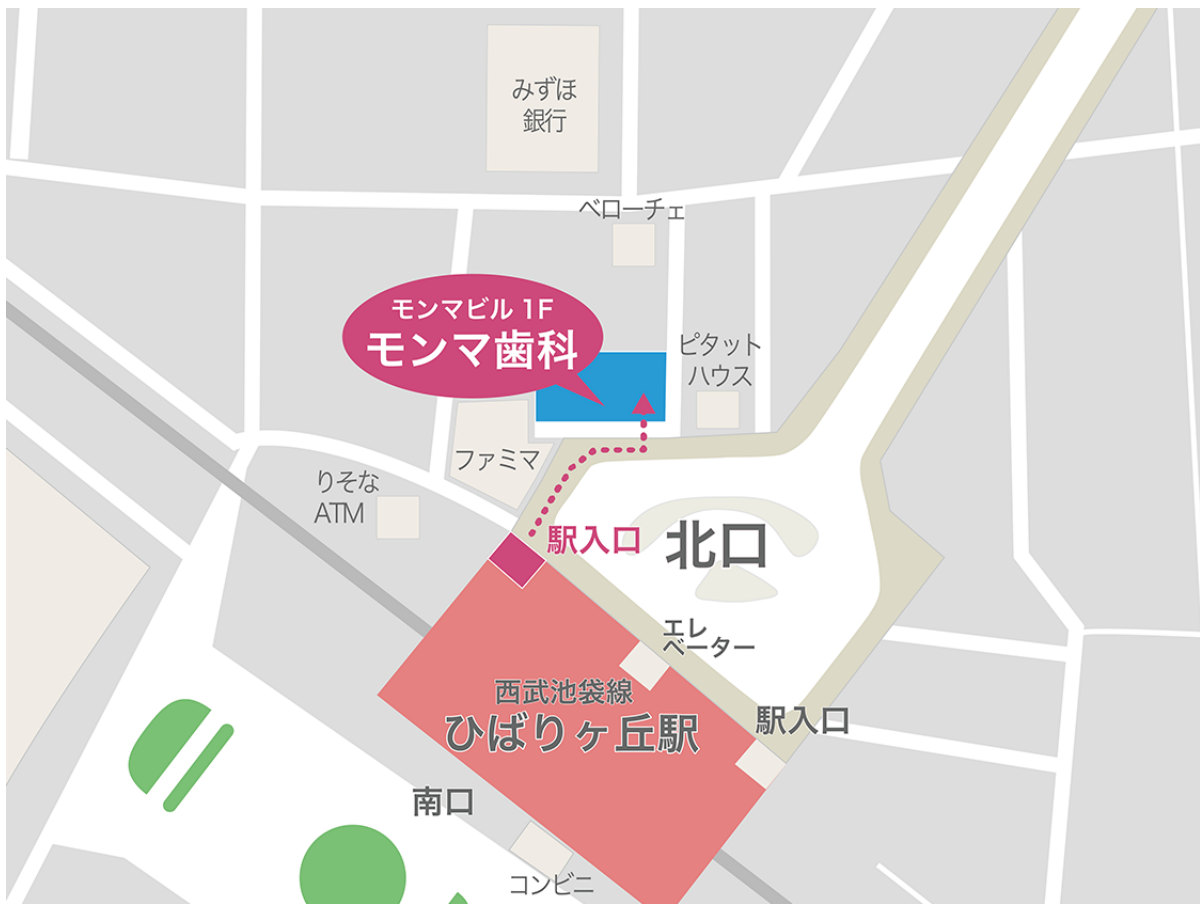 みずほ
銀行
ベローチェ
モンマビル 1F
モンマ歯科
ピタット
ハウス
ファミマ
りそな
ATM
駅入口
北口
エレ
ベーター
西武池袋線
ひばりヶ丘駅
駅入口
南口
コンビニ